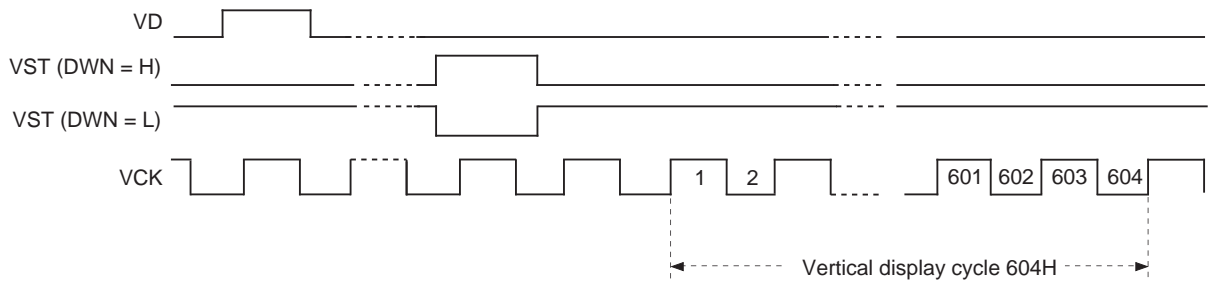 VD
VST (DWN = H)
VST (DWN = L)
VCK
1 2 601 602 603 604
Vertical display cycle 604H